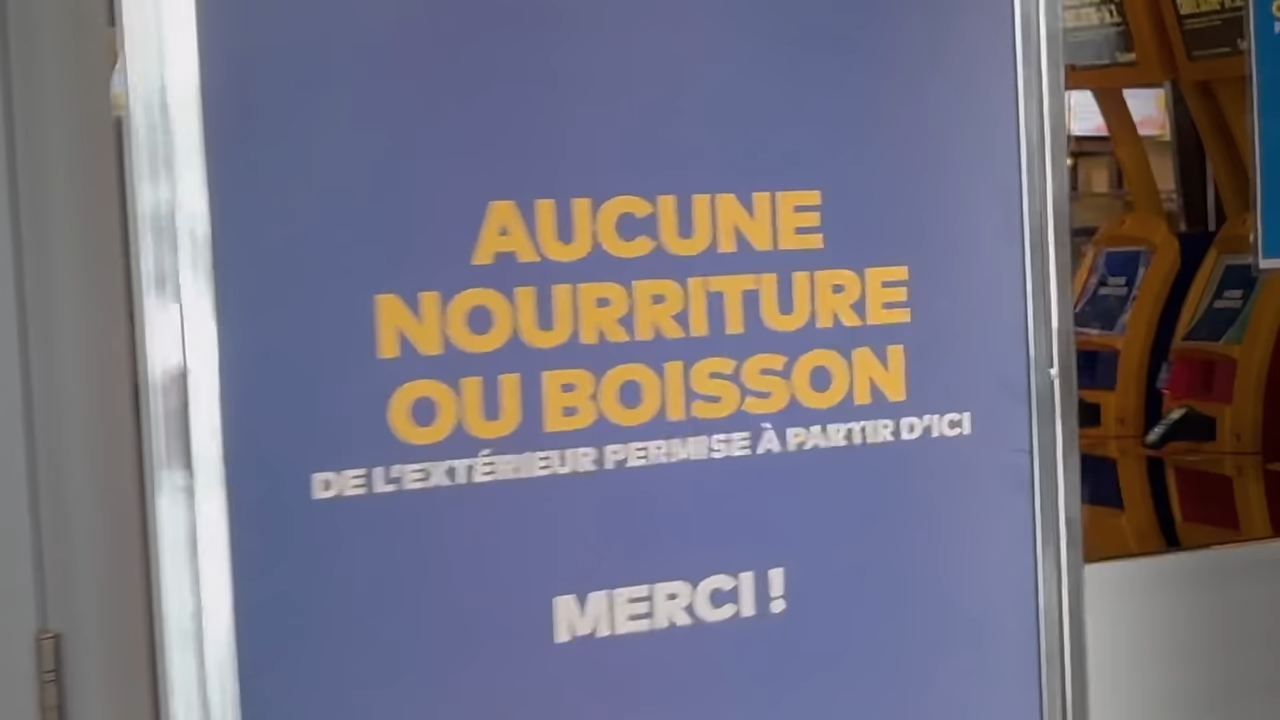 AUCUNE
NOURRITURE
OU BOISSON
DE L'EXTÉRIEUR PERMISE À PARTIR D'ICI
MERCI !